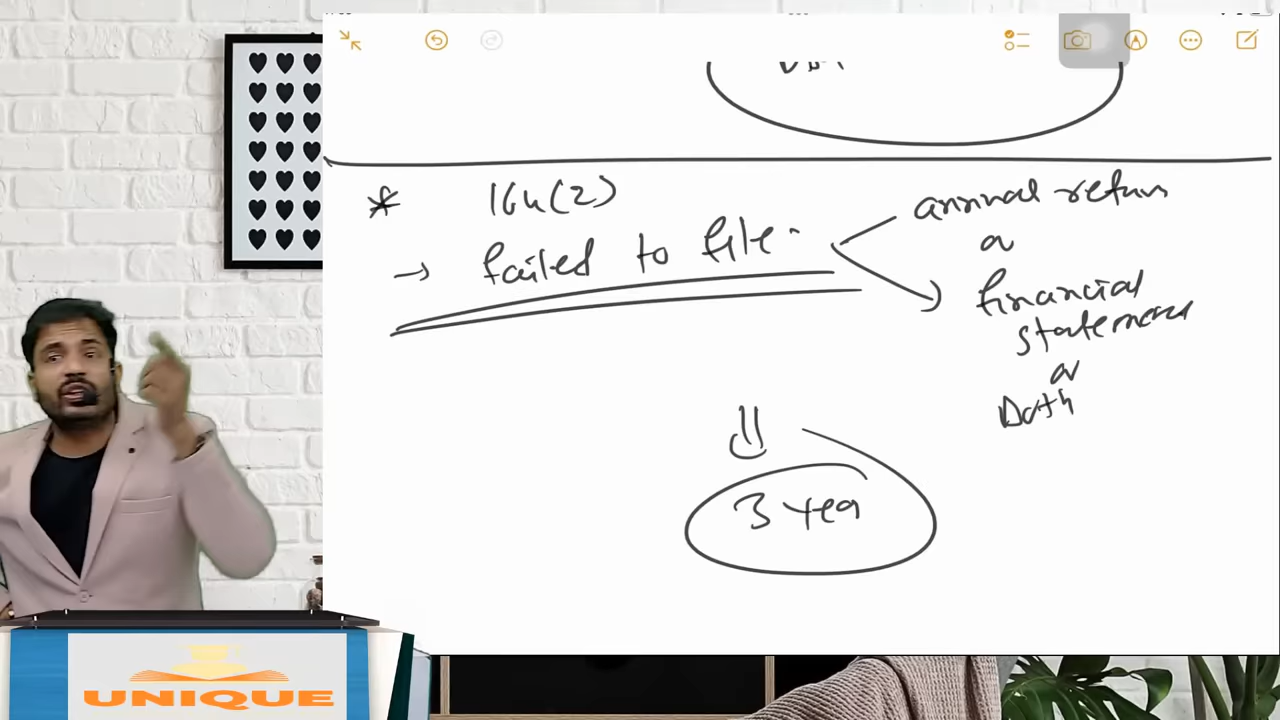 * 164(2)
→ failed to file.
annual return
or
financial
statement
or
Both
3 year
UNIQUE